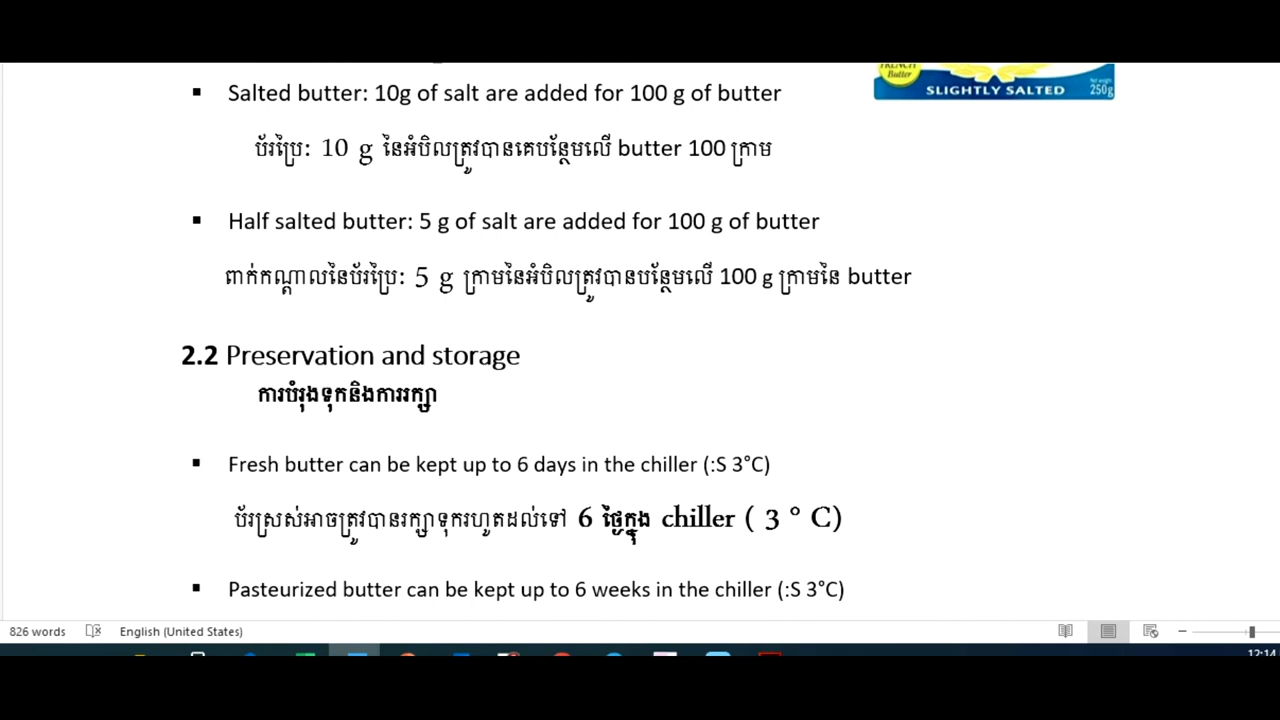 FRENCH
Butter
SLIGHTLY SALTED
Net weight
250g
▪ Salted butter: 10g of salt are added for 100 g of butter
ប័រប្រៃ: 10 g នៃអំបិលត្រូវបានគេបន្ថែមលើ butter 100 ក្រាម
▪ Half salted butter: 5 g of salt are added for 100 g of butter
ពាក់កណ្តាលនៃប័រប្រៃ: 5 g ក្រាមនៃអំបិលត្រូវបានបន្ថែមលើ 100 g ក្រាមនៃ butter
2.2 Preservation and storage
ការបំរុងទុកនិងការរក្សា
▪ Fresh butter can be kept up to 6 days in the chiller (:S 3°C)
ប័រស្រស់អាចត្រូវបានរក្សាទុករហូតដល់ទៅ 6 ថ្ងៃក្នុង chiller ( 3 ° C)
▪ Pasteurized butter can be kept up to 6 weeks in the chiller (:S 3°C)
826 words English (United States)
12:14